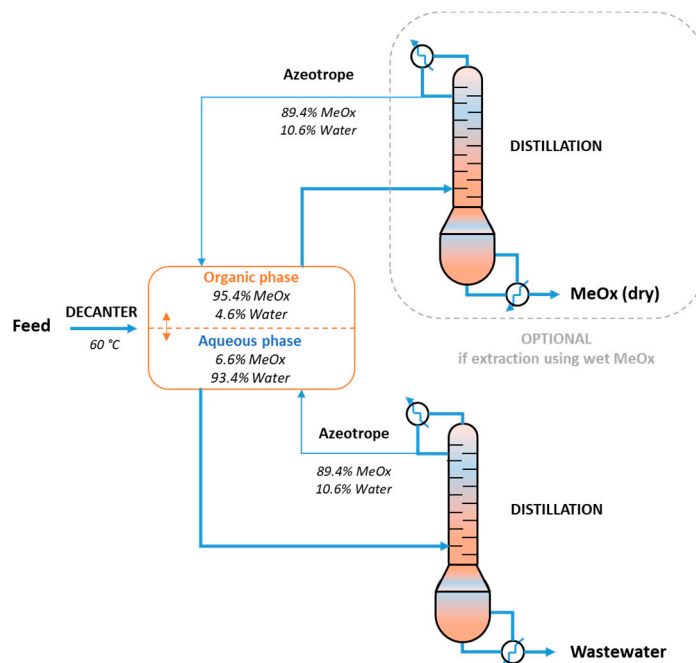 Azeotrope
89.4% MeOx
10.6% Water
DISTILLATION
Organic phase
95.4% MeOx
4.6% Water
MeOx (dry)
Feed
DECANTER
60 °C
Aqueous phase
6.6% MeOx
93.4% Water
OPTIONAL
if extraction using wet MeOx
Azeotrope
89.4% MeOx
10.6% Water
DISTILLATION
Wastewater